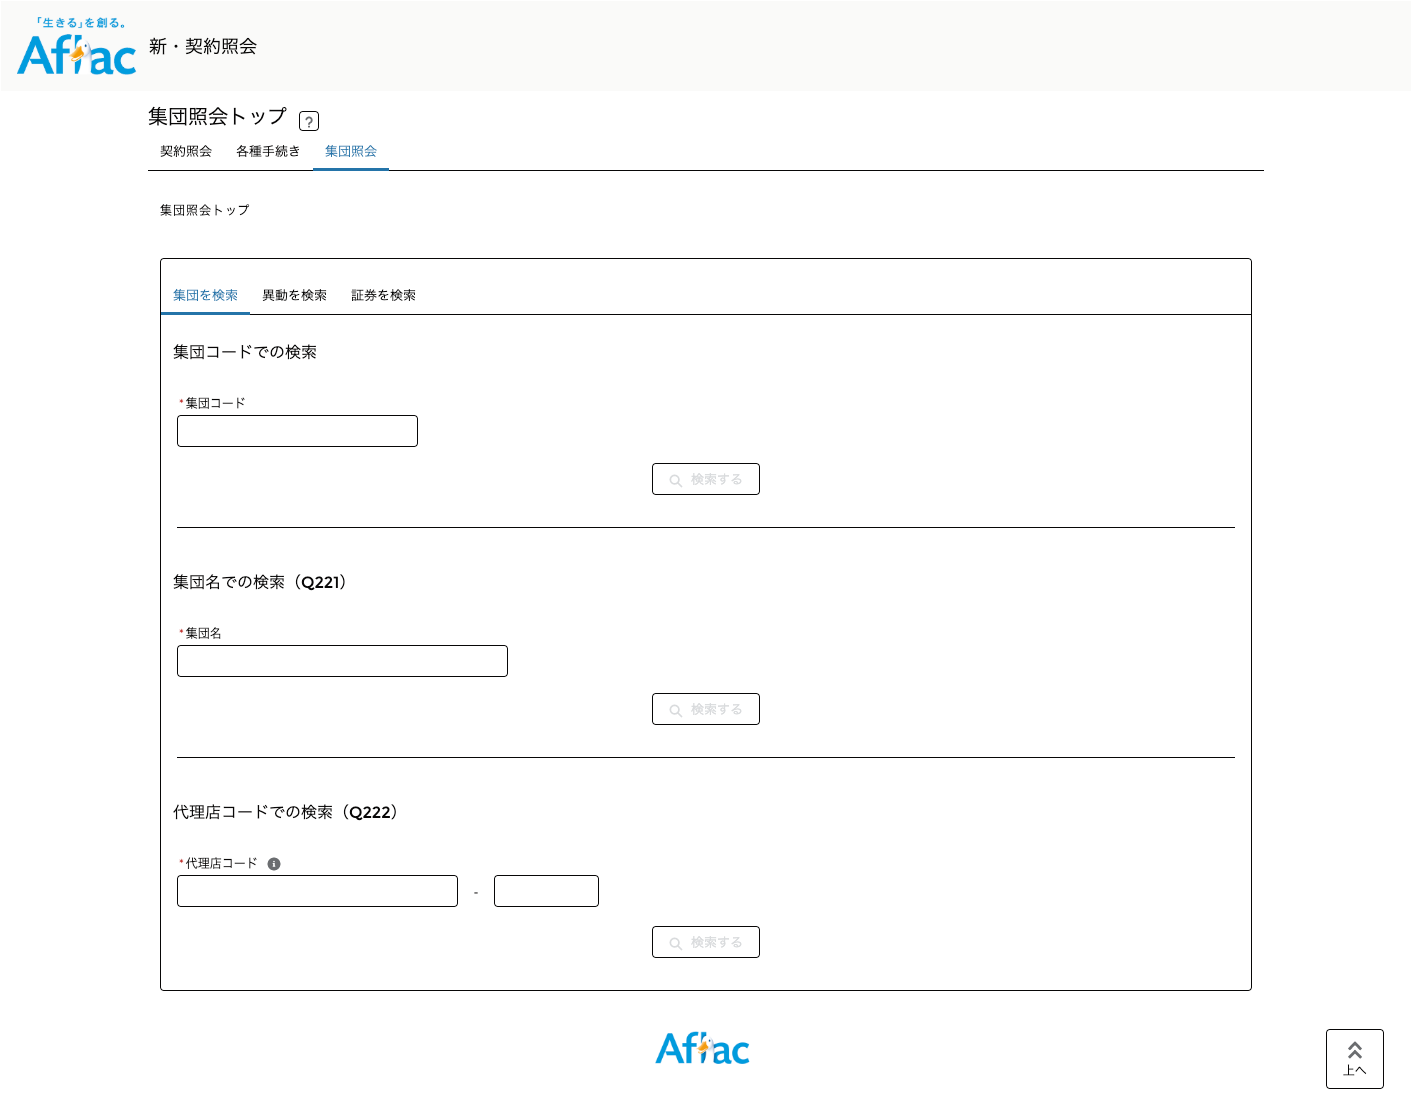 「生きる」を創る。
Aflac
新・契約照会
集団照会トップ ?
契約照会 各種手続き 集団照会
集団照会トップ
集団を検索 異動を検索 証券を検索
集団コードでの検索
*集団コード
検索する
集団名での検索（Q221）
*集団名
検索する
代理店コードでの検索（Q222）
*代理店コード
-
検索する
Aflac
上へ